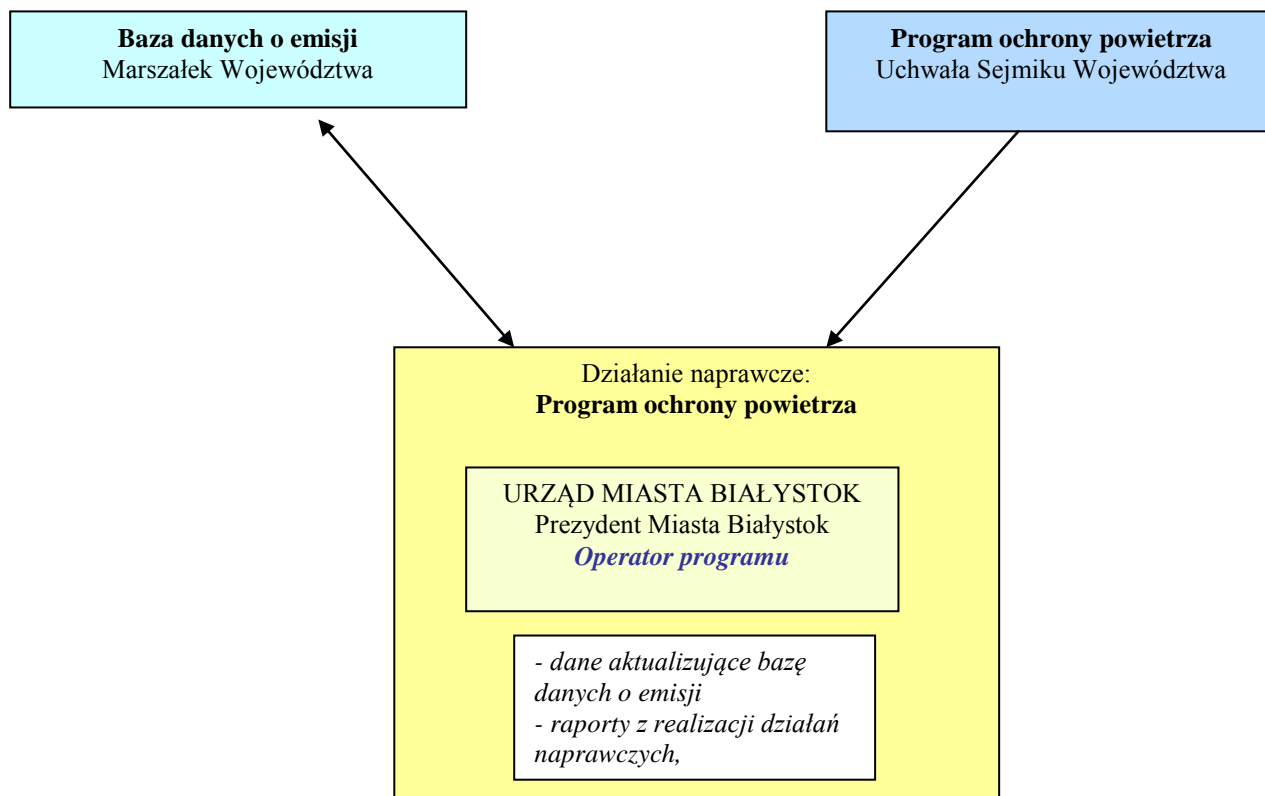 Baza danych o emisji
Marszałek Województwa
Program ochrony powietrza
Uchwała Sejmiku Województwa
Działanie naprawcze:
Program ochrony powietrza
URZĄD MIASTA BIAŁYSTOK
Prezydent Miasta Białystok
Operator programu
- dane aktualizujące bazę
danych o emisji
- raporty z realizacji działań
naprawczych,